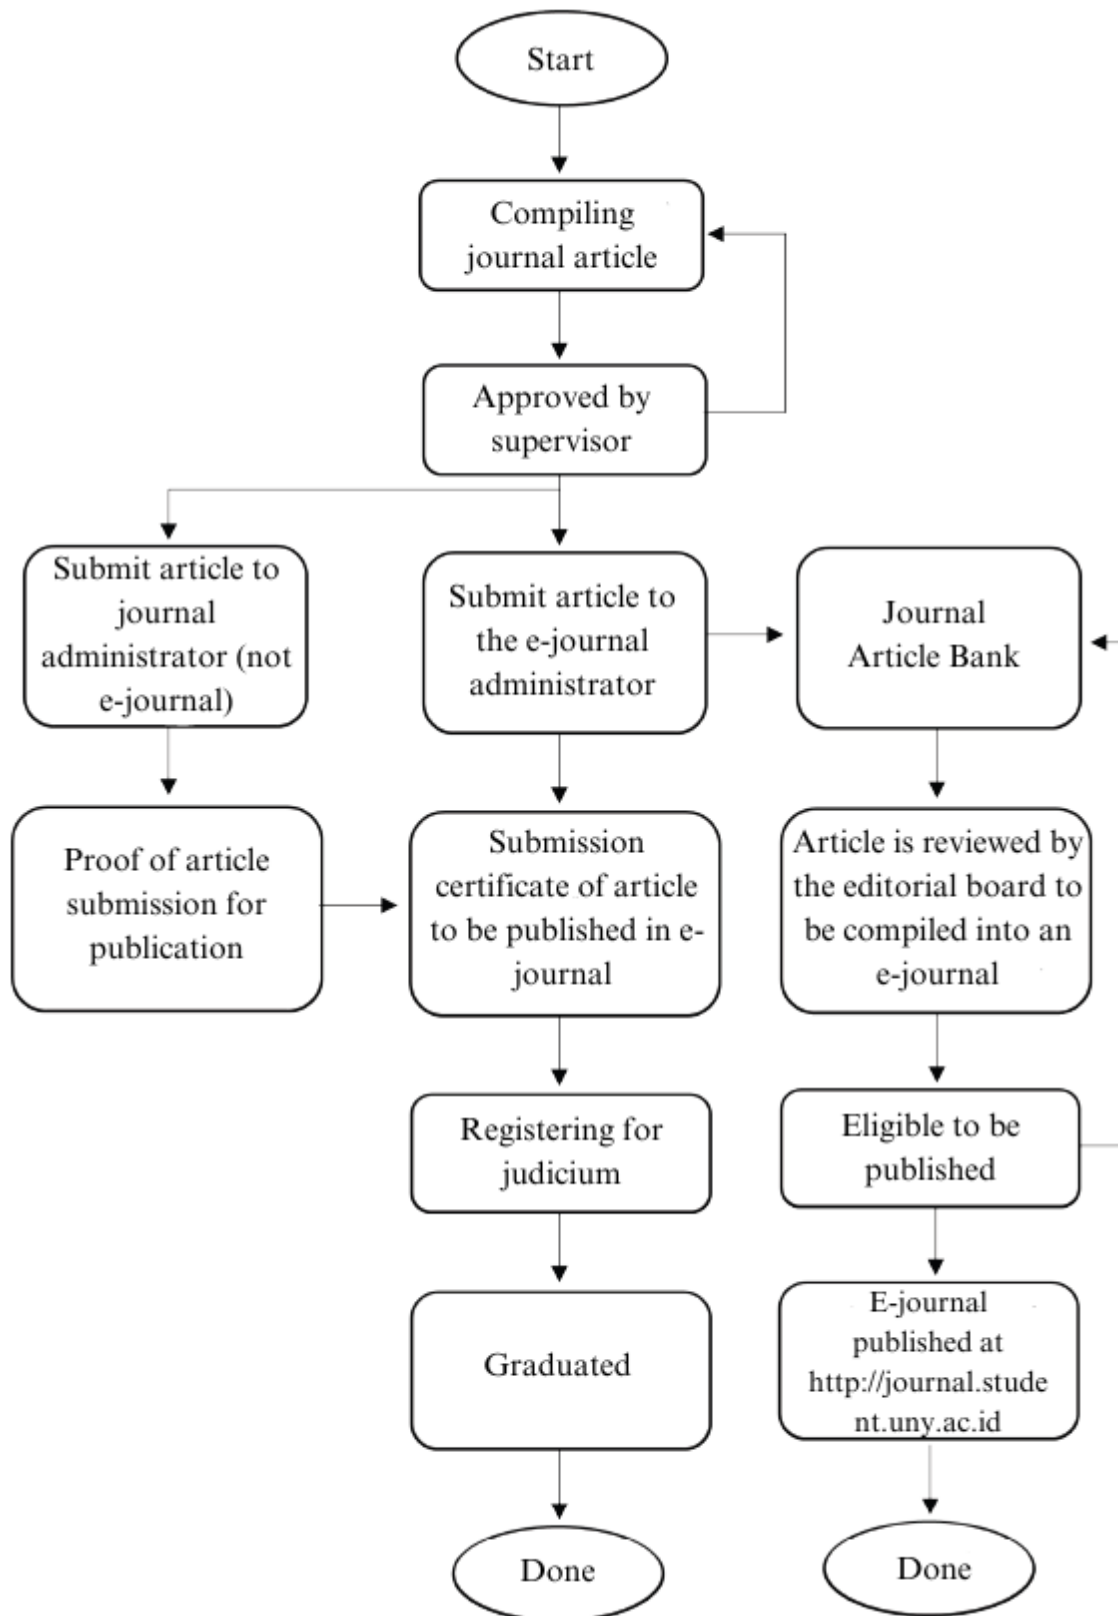 Start
Compiling
journal article
Approved by
supervisor
Submit article to
journal
administrator (not
e-journal)
Submit article to
the e-journal
administrator
Journal
Article Bank
Proof of article
submission for
publication
Submission
certificate of article
to be published in e-
journal
Article is reviewed by
the editorial board to
be compiled into an
e-journal
Registering for
judicium
Eligible to be
published
Graduated
E-journal
published at
http://journal.stude
nt.uny.ac.id
Done
Done